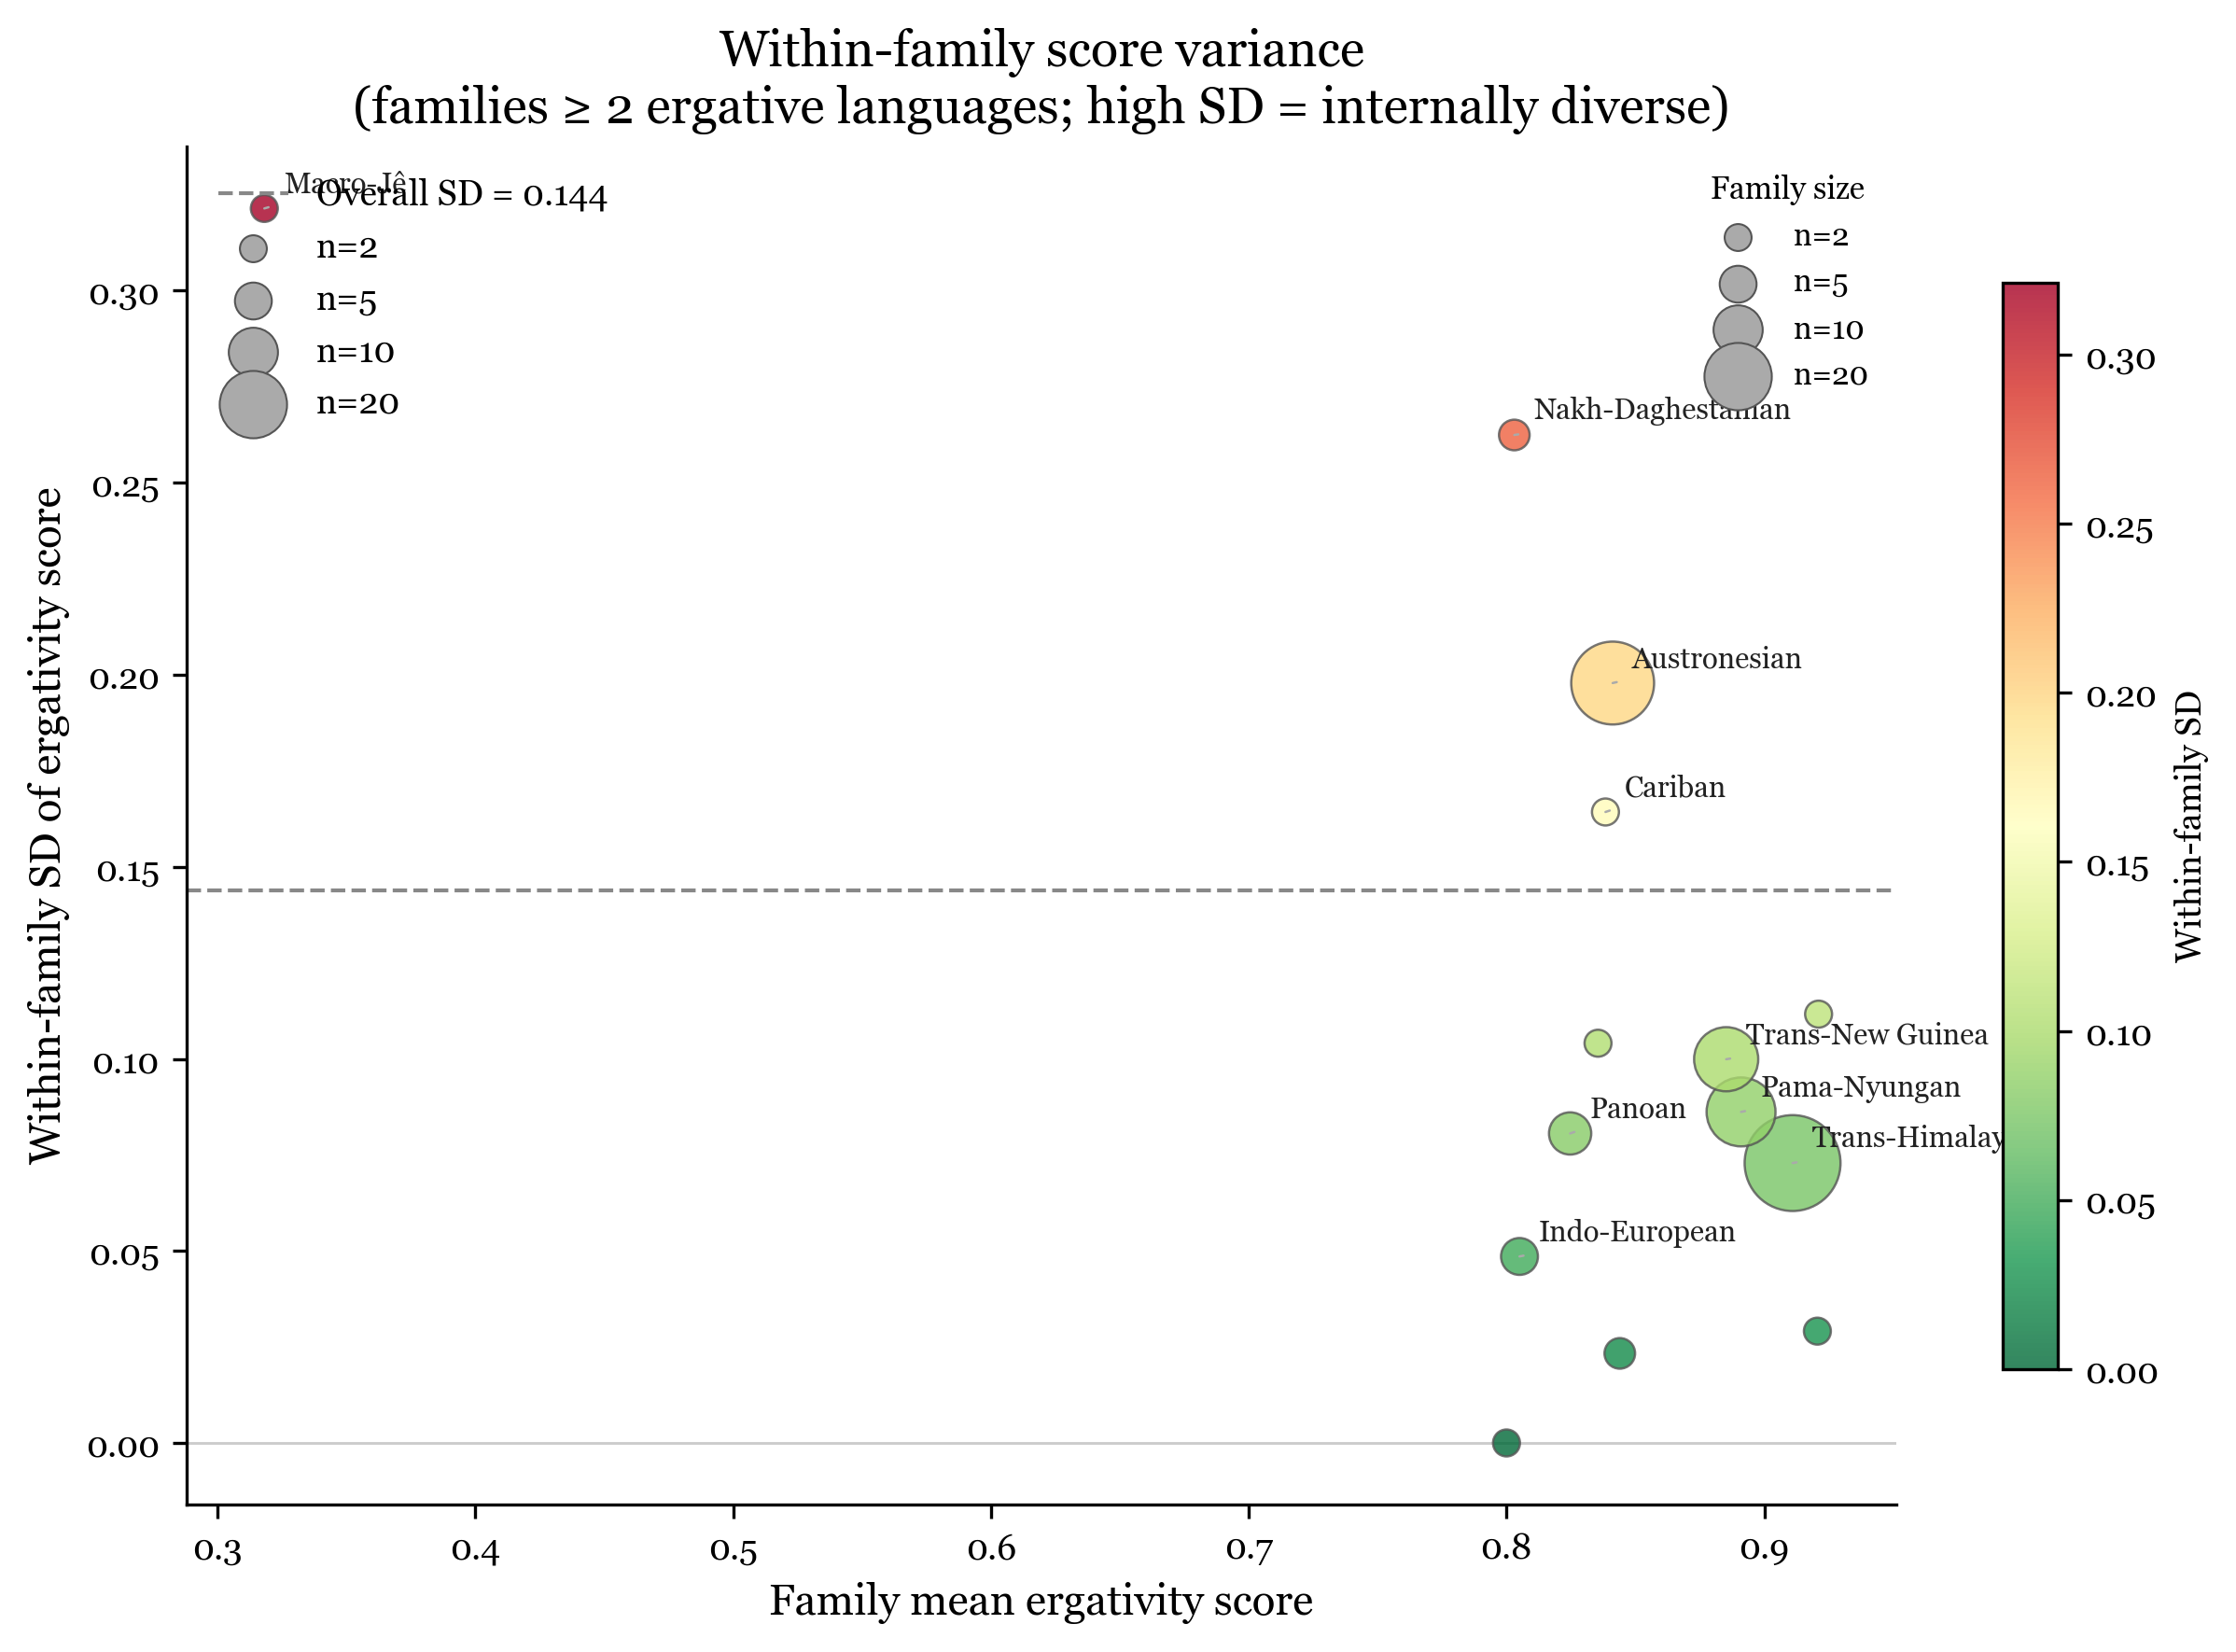 Within-family score variance
(families ≥ 2 ergative languages; high SD = internally diverse)
Macro-Jê
Overall SD = 0.144
n=2
n=5
n=10
n=20
Family size
n=2
n=5
n=10
n=20
Nakh-Daghestanian
Austronesian
Cariban
Trans-New Guinea
Pama-Nyungan
Panoan
Trans-Himalay
Indo-European
0.30
0.25
0.20
0.15
0.10
0.05
0.00
Within-family SD of ergativity score
0.3
0.4
0.5
0.6
0.7
0.8
0.9
Family mean ergativity score
0.30
0.25
0.20
0.15
0.10
0.05
0.00
Within-family SD